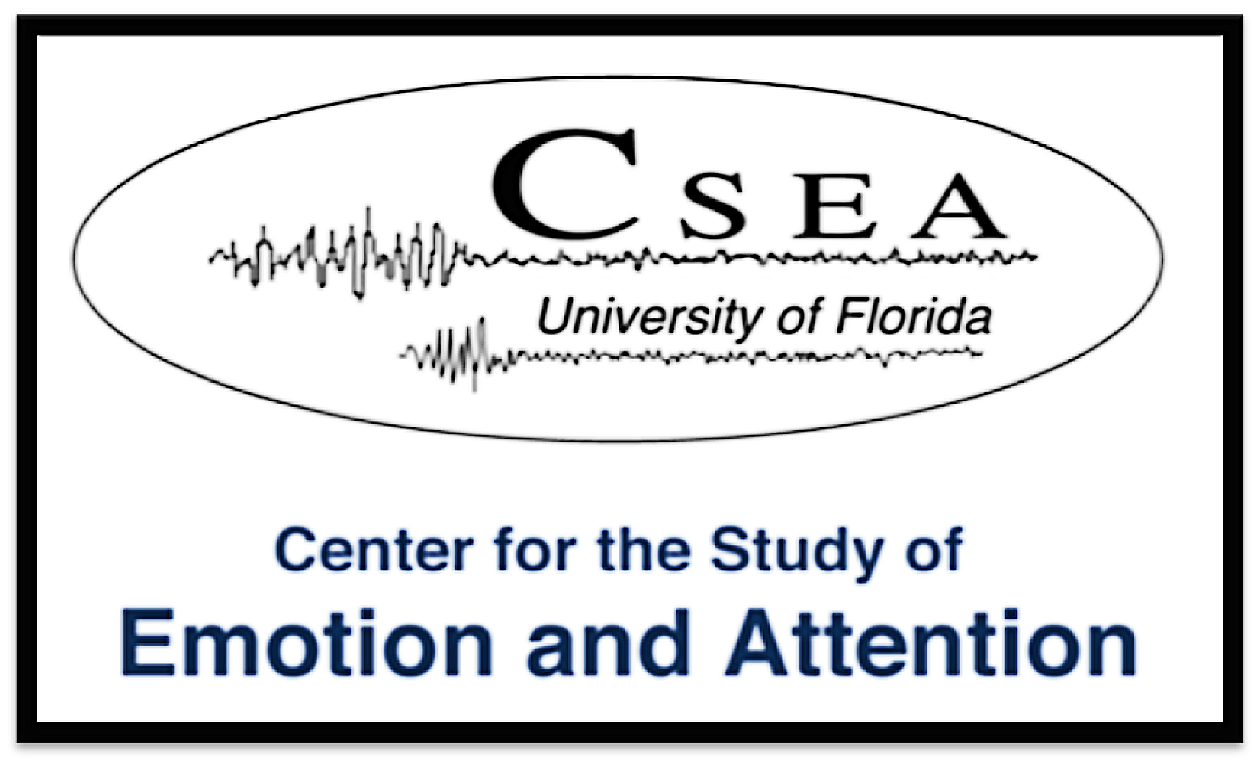 CSEA
University of Florida
Center for the Study of
Emotion and Attention